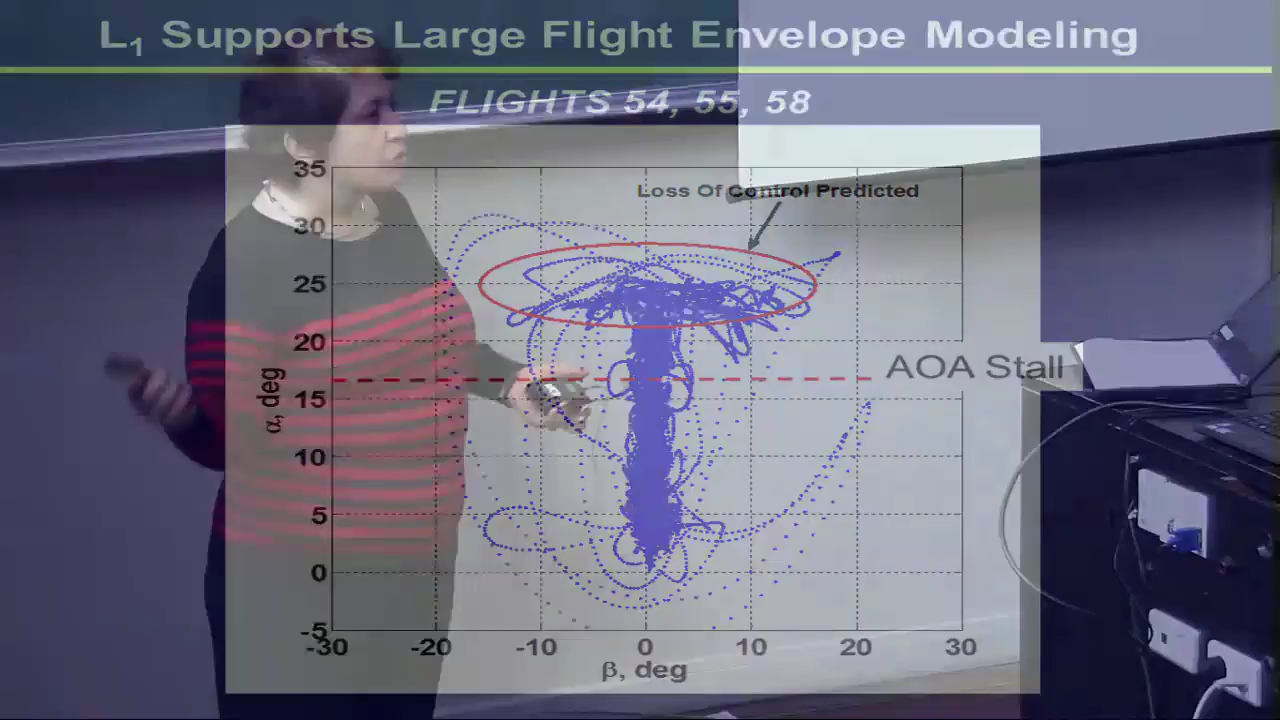 L1 Supports Large Flight Envelope Modeling
FLIGHTS 54, 55, 58
Loss Of Control Predicted
35
30
25
20
15
10
5
0
-5
α, deg
AOA Stall
-30 -20 -10 0 10 20 30
β, deg